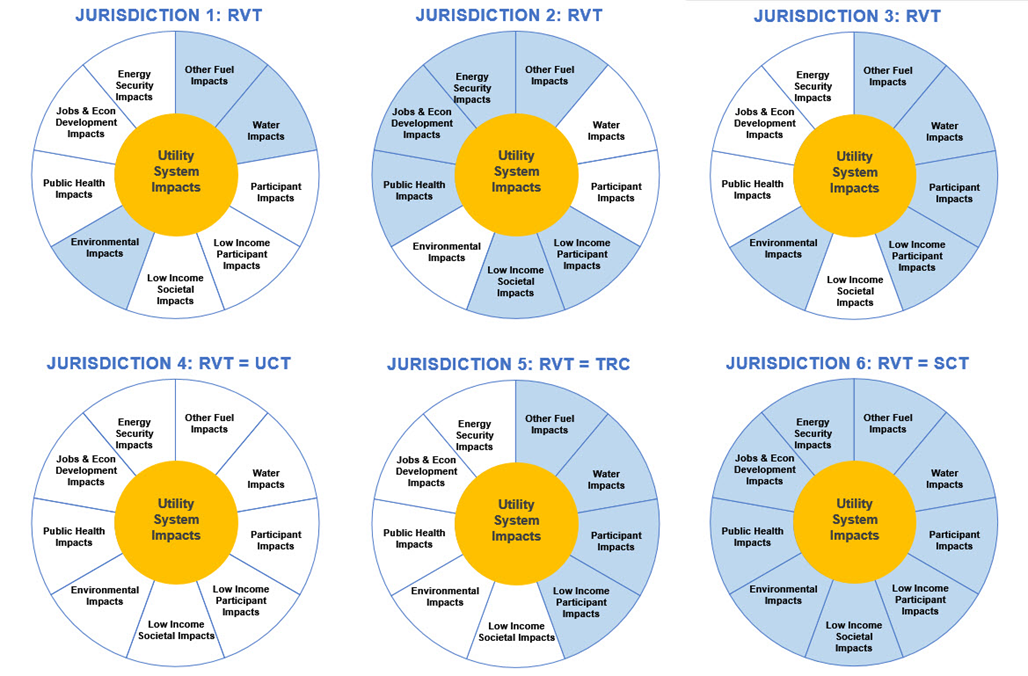 JURISDICTION 1: RVT
Energy
Security
Impacts
Other Fuel
Impacts
Jobs & Econ
Development
Impacts
Water
Impacts
Utility
System
Impacts
Public Health
Impacts
Participant
Impacts
Environmental
Impacts
Low Income
Participant
Impacts
Low Income
Societal
Impacts
JURISDICTION 2: RVT
Energy
Security
Impacts
Other Fuel
Impacts
Jobs & Econ
Development
Impacts
Water
Impacts
Utility
System
Impacts
Public Health
Impacts
Participant
Impacts
Environmental
Impacts
Low Income
Participant
Impacts
Low Income
Societal
Impacts
JURISDICTION 3: RVT
Energy
Security
Impacts
Other Fuel
Impacts
Jobs & Econ
Development
Impacts
Water
Impacts
Utility
System
Impacts
Public Health
Impacts
Participant
Impacts
Environmental
Impacts
Low Income
Participant
Impacts
Low Income
Societal
Impacts
JURISDICTION 4: RVT = UCT
Energy
Security
Impacts
Other Fuel
Impacts
Jobs & Econ
Development
Impacts
Water
Impacts
Utility
System
Impacts
Public Health
Impacts
Participant
Impacts
Environmental
Impacts
Low Income
Participant
Impacts
Low Income
Societal Impacts
JURISDICTION 5: RVT = TRC
Energy
Security
Impacts
Other Fuel
Impacts
Jobs & Econ
Development
Impacts
Water
Impacts
Utility
System
Impacts
Public Health
Impacts
Participant
Impacts
Environmental
Impacts
Low Income
Participant
Impacts
Low Income
Societal Impacts
JURISDICTION 6: RVT = SCT
Energy
Security
Impacts
Other Fuel
Impacts
Jobs & Econ
Development
Impacts
Water
Impacts
Utility
System
Impacts
Public Health
Impacts
Participant
Impacts
Environmental
Impacts
Low Income
Participant
Impacts
Low Income
Societal
Impacts